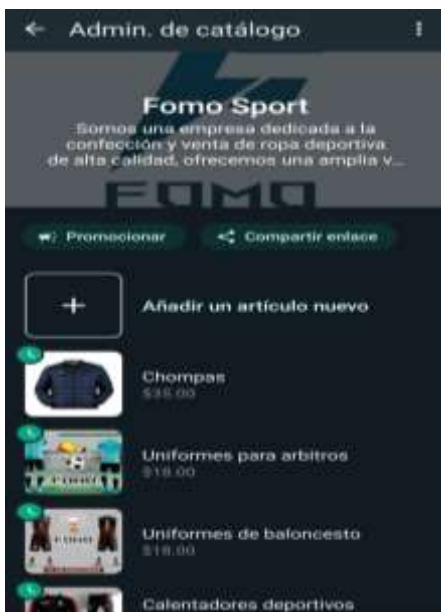 Admin. de catálogo
Fomo Sport
Somos una empresa dedicada a la
confección y venta de ropa deportiva
de alta calidad, ofrecemos una amplia v...
FOMO
Promocionar
Compartir enlace
Añadir un artículo nuevo
Chompas
$35.00
Uniformes para arbitros
$18.00
Uniformes de baloncesto
$18.00
Calentadores deportivos